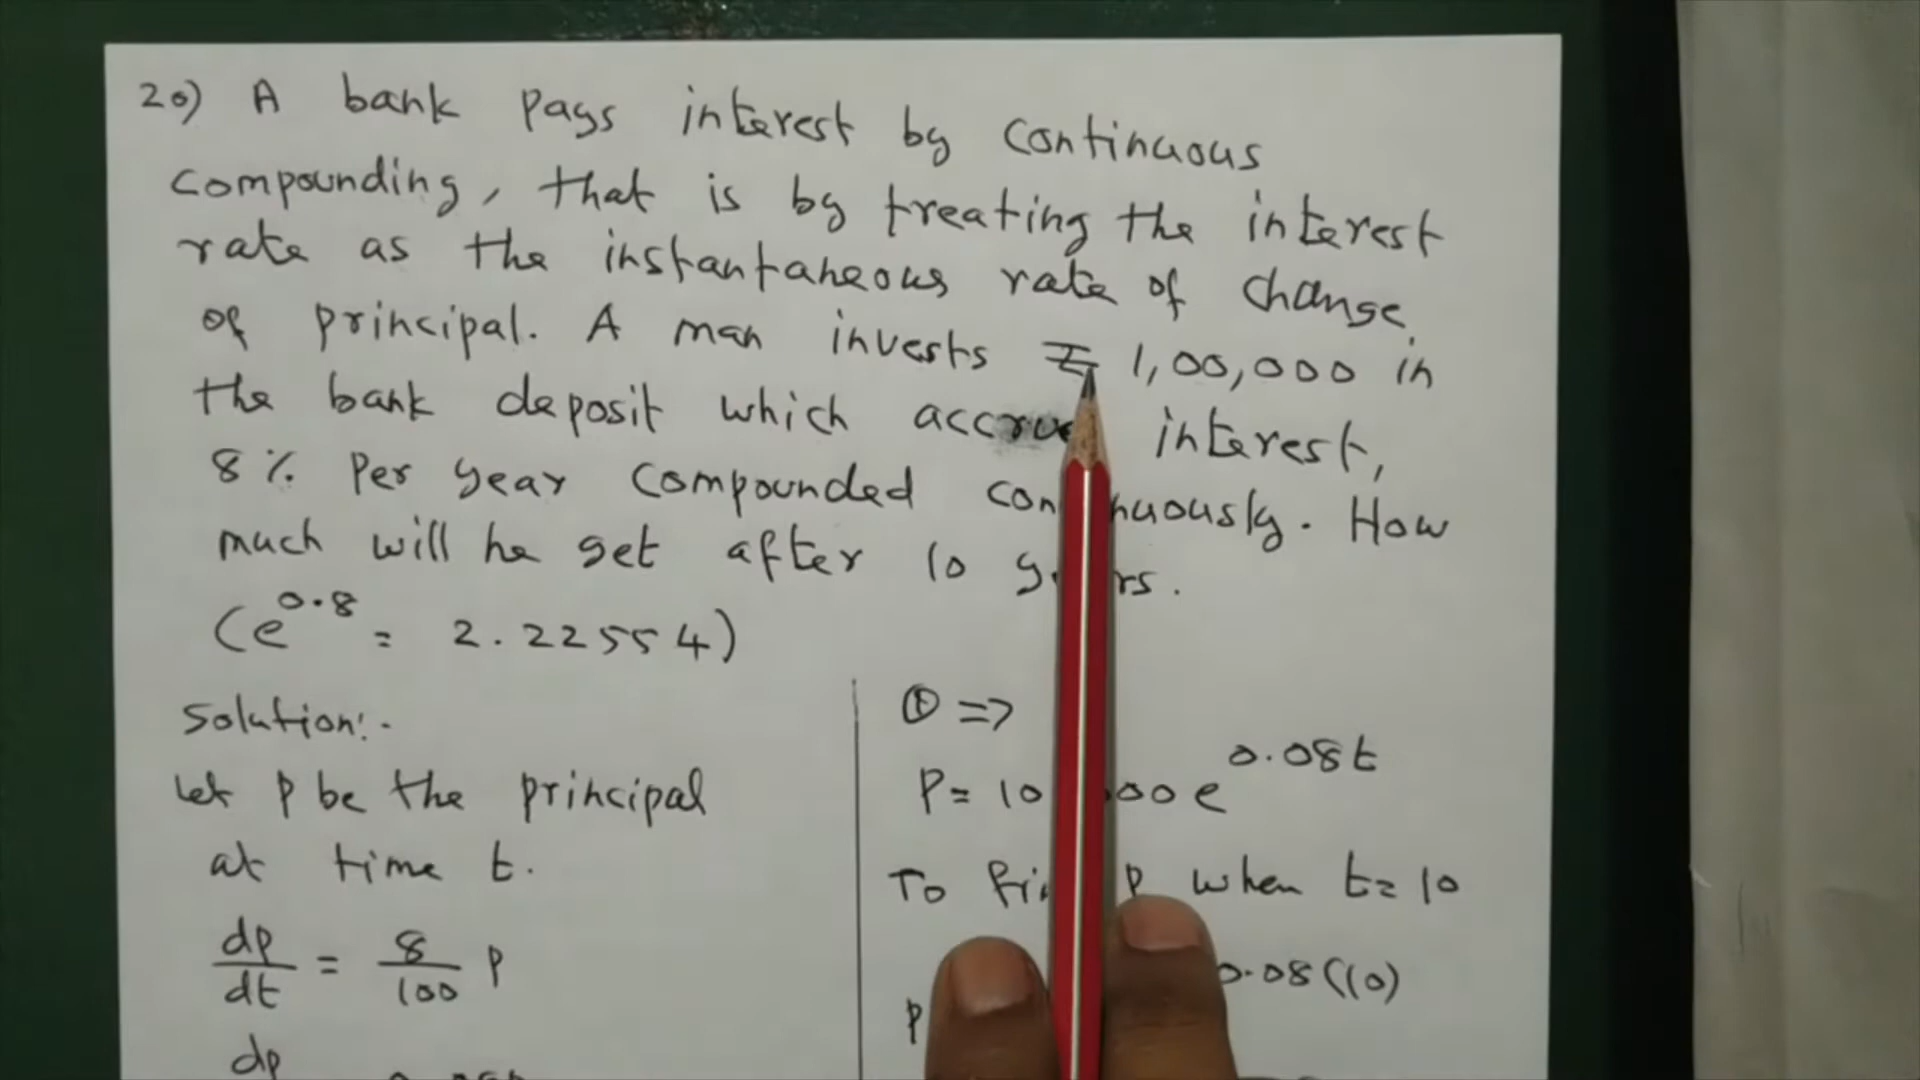 20) A bank pays interest by continuous
compounding, that is by treating the interest
rate as the instantaneous rate of change
of principal. A man invests ₹ 1,00,000 in
the bank deposit which interest,
8% per year compounded. How
much will he get after 10
(e^0.8 = 2.22554)
Solution:-
Let P be the principal
at time t.
dp/dt = 8/100 P
dp
① =>
P= e^0.08t
To P when t=10
P 0.08(10)